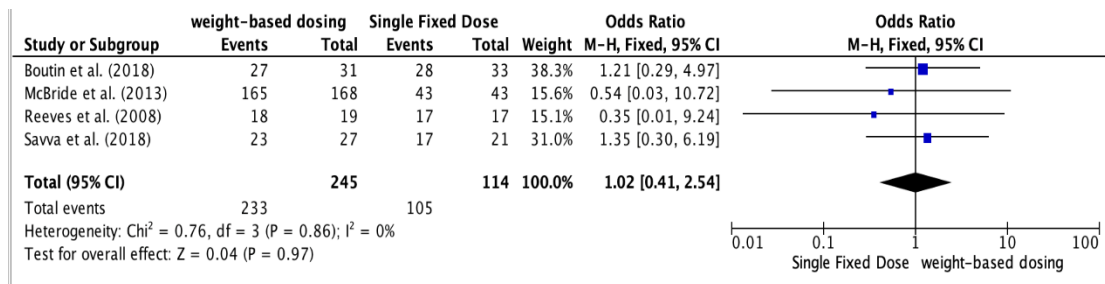 weight-based dosing Single Fixed Dose Odds Ratio Odds Ratio
Study or Subgroup Events Total Events Total Weight M-H, Fixed, 95% CI M-H, Fixed, 95% CI
Boutin et al. (2018) 27 31 28 33 38.3% 1.21 [0.29, 4.97]
McBride et al. (2013) 165 168 43 43 15.6% 0.54 [0.03, 10.72]
Reeves et al. (2008) 18 19 17 17 15.1% 0.35 [0.01, 9.24]
Savva et al. (2018) 23 27 17 21 31.0% 1.35 [0.30, 6.19]
Total (95% CI) 245 114 100.0% 1.02 [0.41, 2.54]
Total events 233 105
Heterogeneity: Chi² = 0.76, df = 3 (P = 0.86); I² = 0%
Test for overall effect: Z = 0.04 (P = 0.97)
0.01 0.1 1 10 100
Single Fixed Dose weight-based dosing